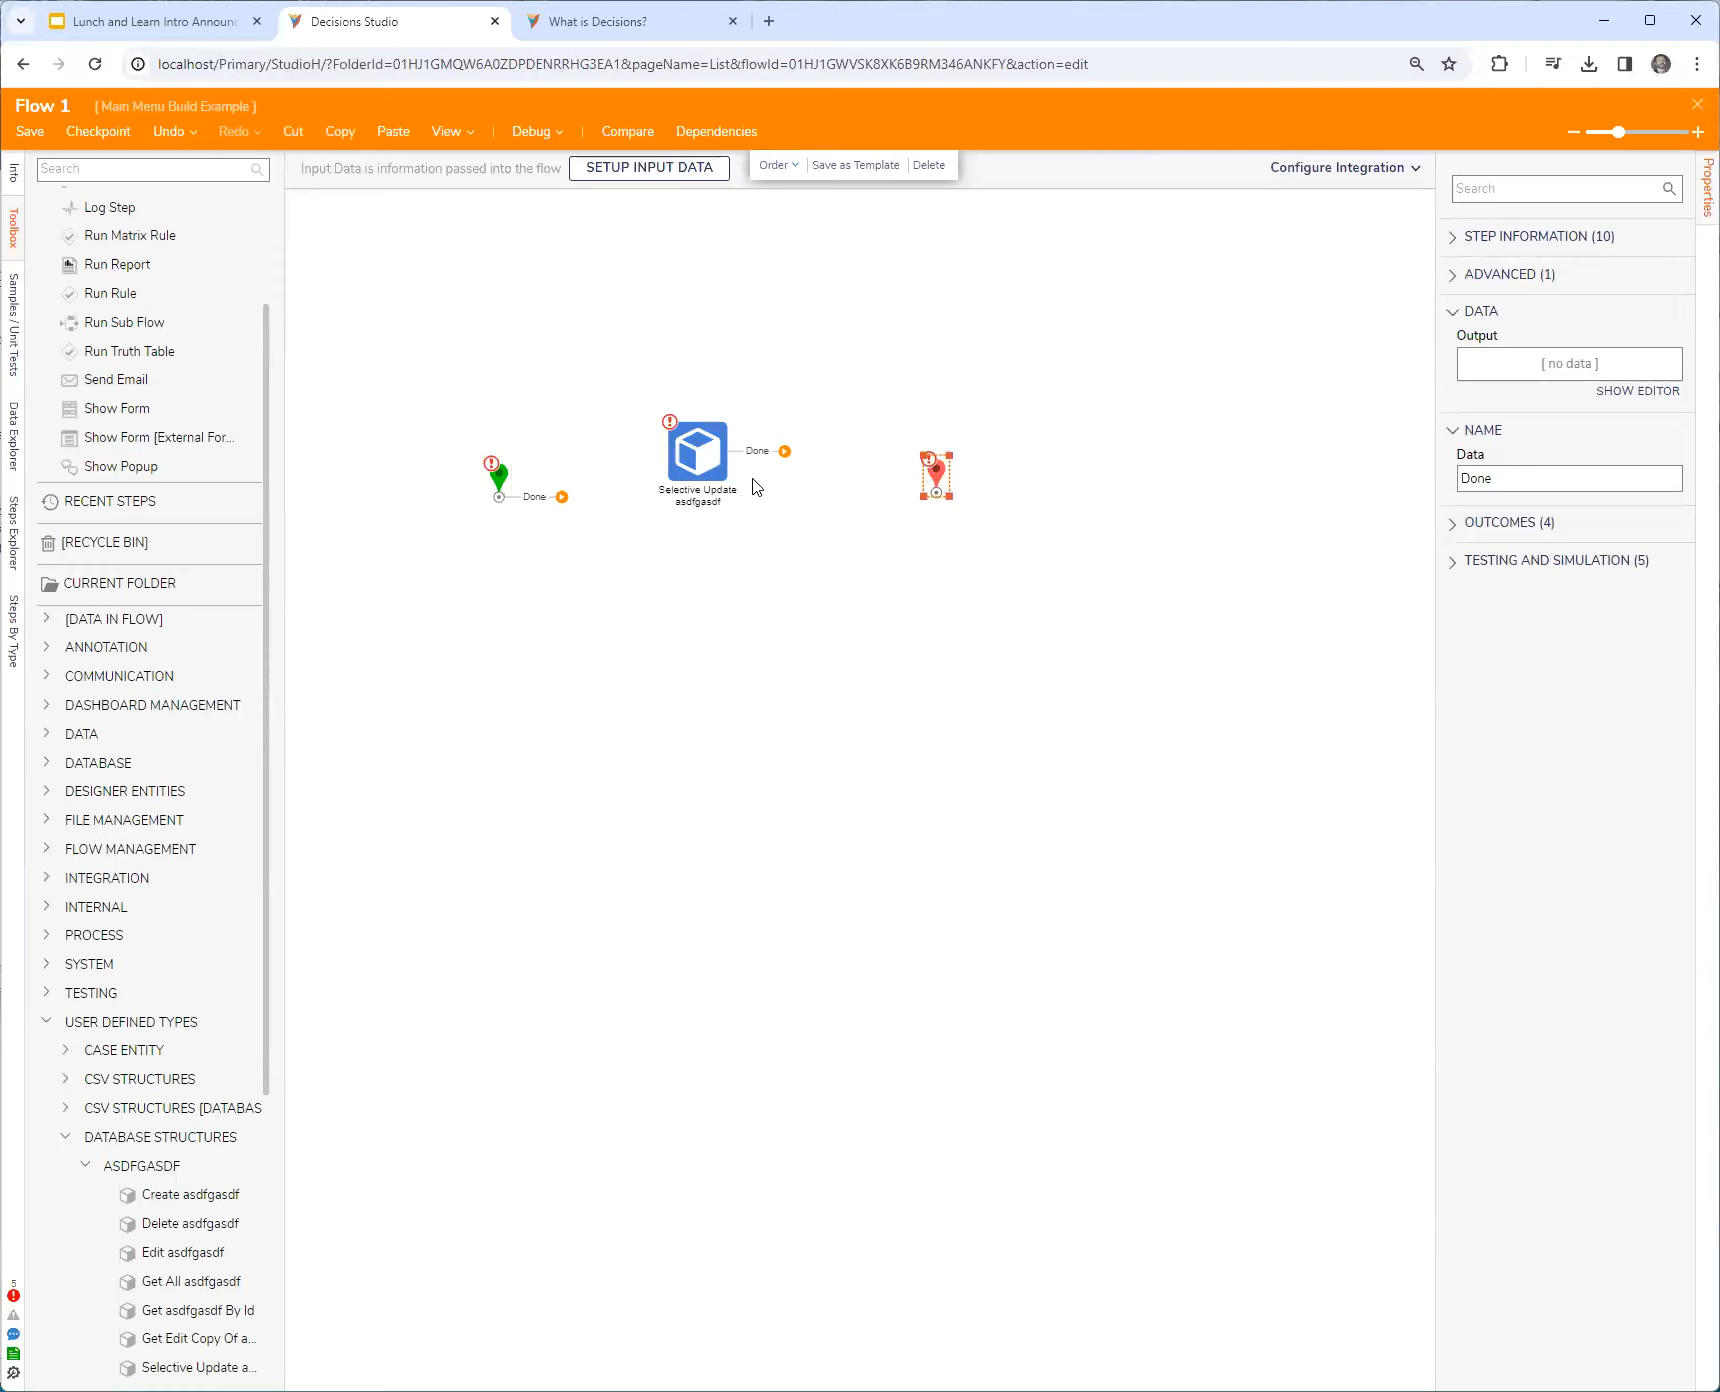 Lunch and Learn Intro Announc
Decisions Studio
What is Decisions?
localhost/Primary/StudioH/?FolderId=01HJ1GMQW6A0ZDPDENRRHG3EA1&pageName=List&flowId=01HJ1GWVSK8XK6B9RM346ANKFY&action=edit
Flow 1 [ Main Menu Build Example ]
Save Checkpoint Undo Redo Cut Copy Paste View Debug Compare Dependencies
Info
Toolbox
Samples / Unit Tests
Data Explorer
Steps Explorer
Steps By Type
5
Search
Log Step
Run Matrix Rule
Run Report
Run Rule
Run Sub Flow
Run Truth Table
Send Email
Show Form
Show Form [External For...
Show Popup
RECENT STEPS
[RECYCLE BIN]
CURRENT FOLDER
[DATA IN FLOW]
ANNOTATION
COMMUNICATION
DASHBOARD MANAGEMENT
DATA
DATABASE
DESIGNER ENTITIES
FILE MANAGEMENT
FLOW MANAGEMENT
INTEGRATION
INTERNAL
PROCESS
SYSTEM
TESTING
USER DEFINED TYPES
CASE ENTITY
CSV STRUCTURES
CSV STRUCTURES [DATABAS
DATABASE STRUCTURES
ASDFGASDF
Create asdfgasdf
Delete asdfgasdf
Edit asdfgasdf
Get All asdfgasdf
Get asdfgasdf By Id
Get Edit Copy Of a...
Selective Update a...
Input Data is information passed into the flow SETUP INPUT DATA
Order Save as Template Delete
Configure Integration
Done
Done
Selective Update
asdfgasdf
Properties
Search
STEP INFORMATION (10)
ADVANCED (1)
DATA
Output
[ no data ]
SHOW EDITOR
NAME
Data
Done
OUTCOMES (4)
TESTING AND SIMULATION (5)